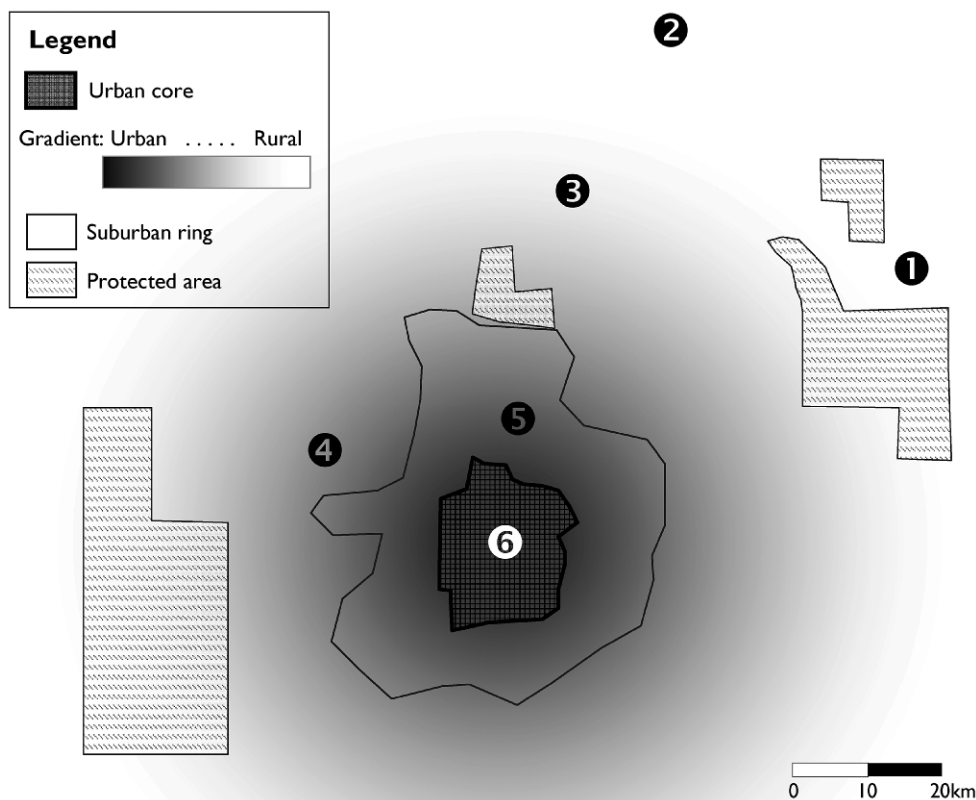 Legend
Urban core
Gradient: Urban ..... Rural
Suburban ring
Protected area
2
3
1
5
4
6
0 10 20km